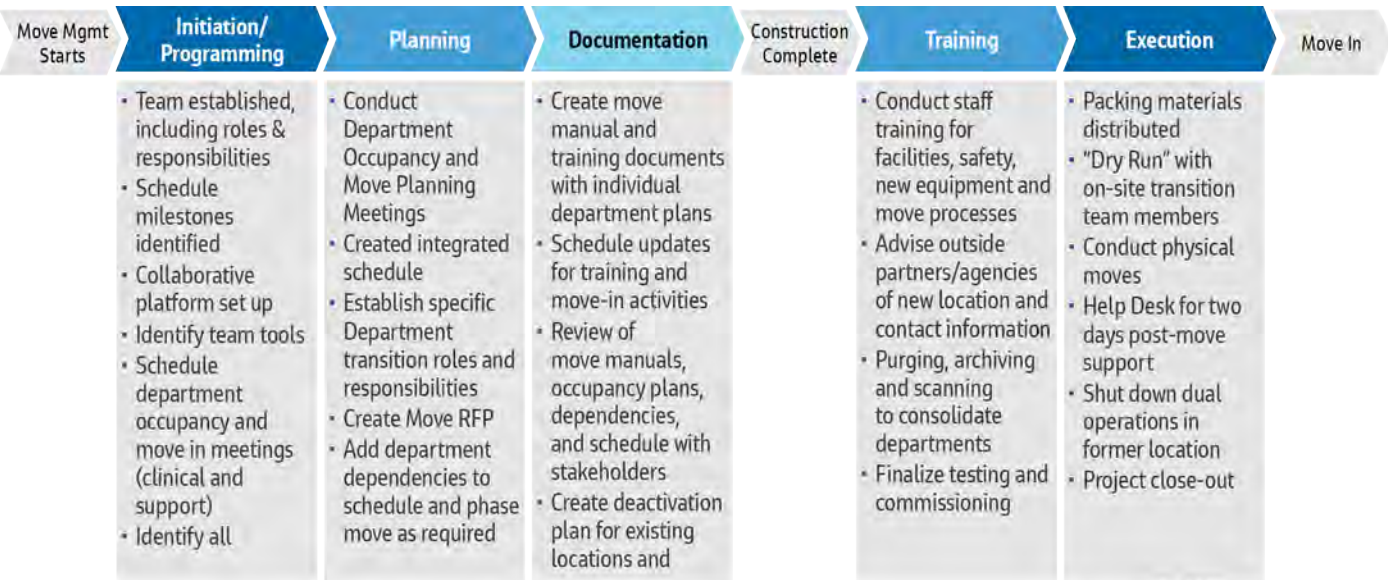 Move Mgmt
Starts
Initiation/
Programming
Planning
Documentation
Construction
Complete
Training
Execution
Move In
• Team established,
including roles &
responsibilities
• Schedule
milestones
identified
• Collaborative
platform set up
• Identify team tools
• Schedule
department
occupancy and
move in meetings
(clinical and
support)
• Identify all
• Conduct
Department
Occupancy and
Move Planning
Meetings
• Created integrated
schedule
• Establish specific
Department
transition roles and
responsibilities
• Create Move RFP
• Add department
dependencies to
schedule and phase
move as required
• Create move
manual and
training documents
with individual
department plans
• Schedule updates
for training and
move-in activities
• Review of
move manuals,
occupancy plans,
dependencies,
and schedule with
stakeholders
• Create deactivation
plan for existing
locations and
• Conduct staff
training for
facilities, safety,
new equipment and
move processes
• Advise outside
partners/agencies
of new location and
contact information
• Purging, archiving
and scanning
to consolidate
departments
• Finalize testing and
commissioning
• Packing materials
distributed
• "Dry Run" with
on-site transition
team members
• Conduct physical
moves
• Help Desk for two
days post-move
support
• Shut down dual
operations in
former location
• Project close-out